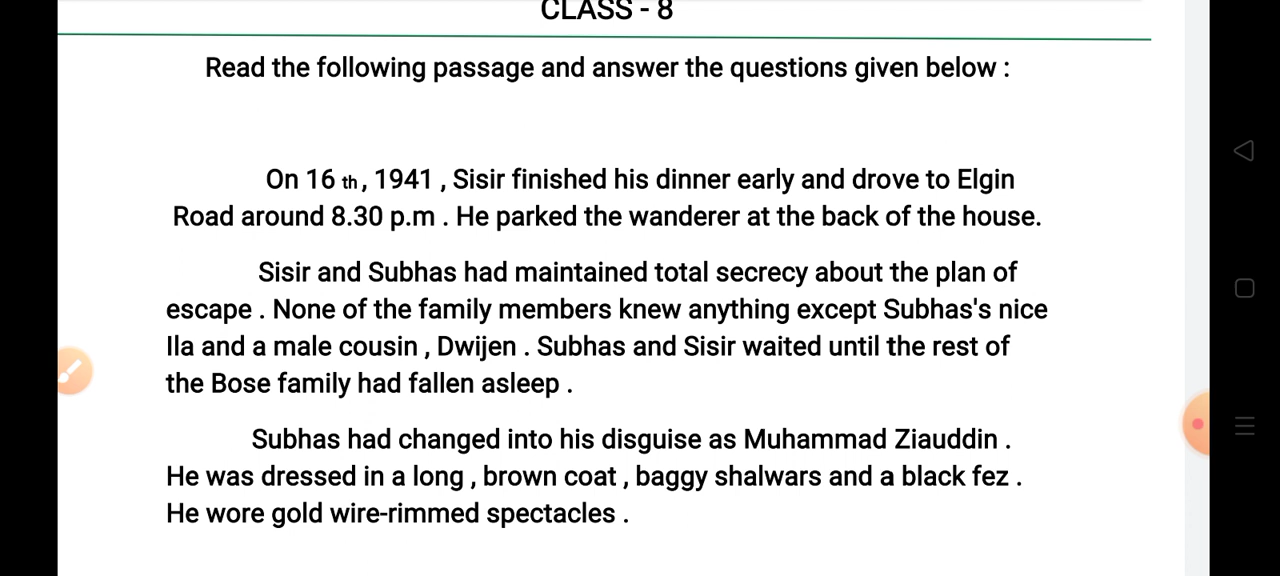 CLASS - 8
Read the following passage and answer the questions given below :
On 16 th , 1941 , Sisir finished his dinner early and drove to Elgin
Road around 8.30 p.m . He parked the wanderer at the back of the house.
Sisir and Subhas had maintained total secrecy about the plan of
escape . None of the family members knew anything except Subhas's nice
Ila and a male cousin , Dwijen . Subhas and Sisir waited until the rest of
the Bose family had fallen asleep .
Subhas had changed into his disguise as Muhammad Ziauddin .
He was dressed in a long , brown coat , baggy shalwars and a black fez .
He wore gold wire-rimmed spectacles .